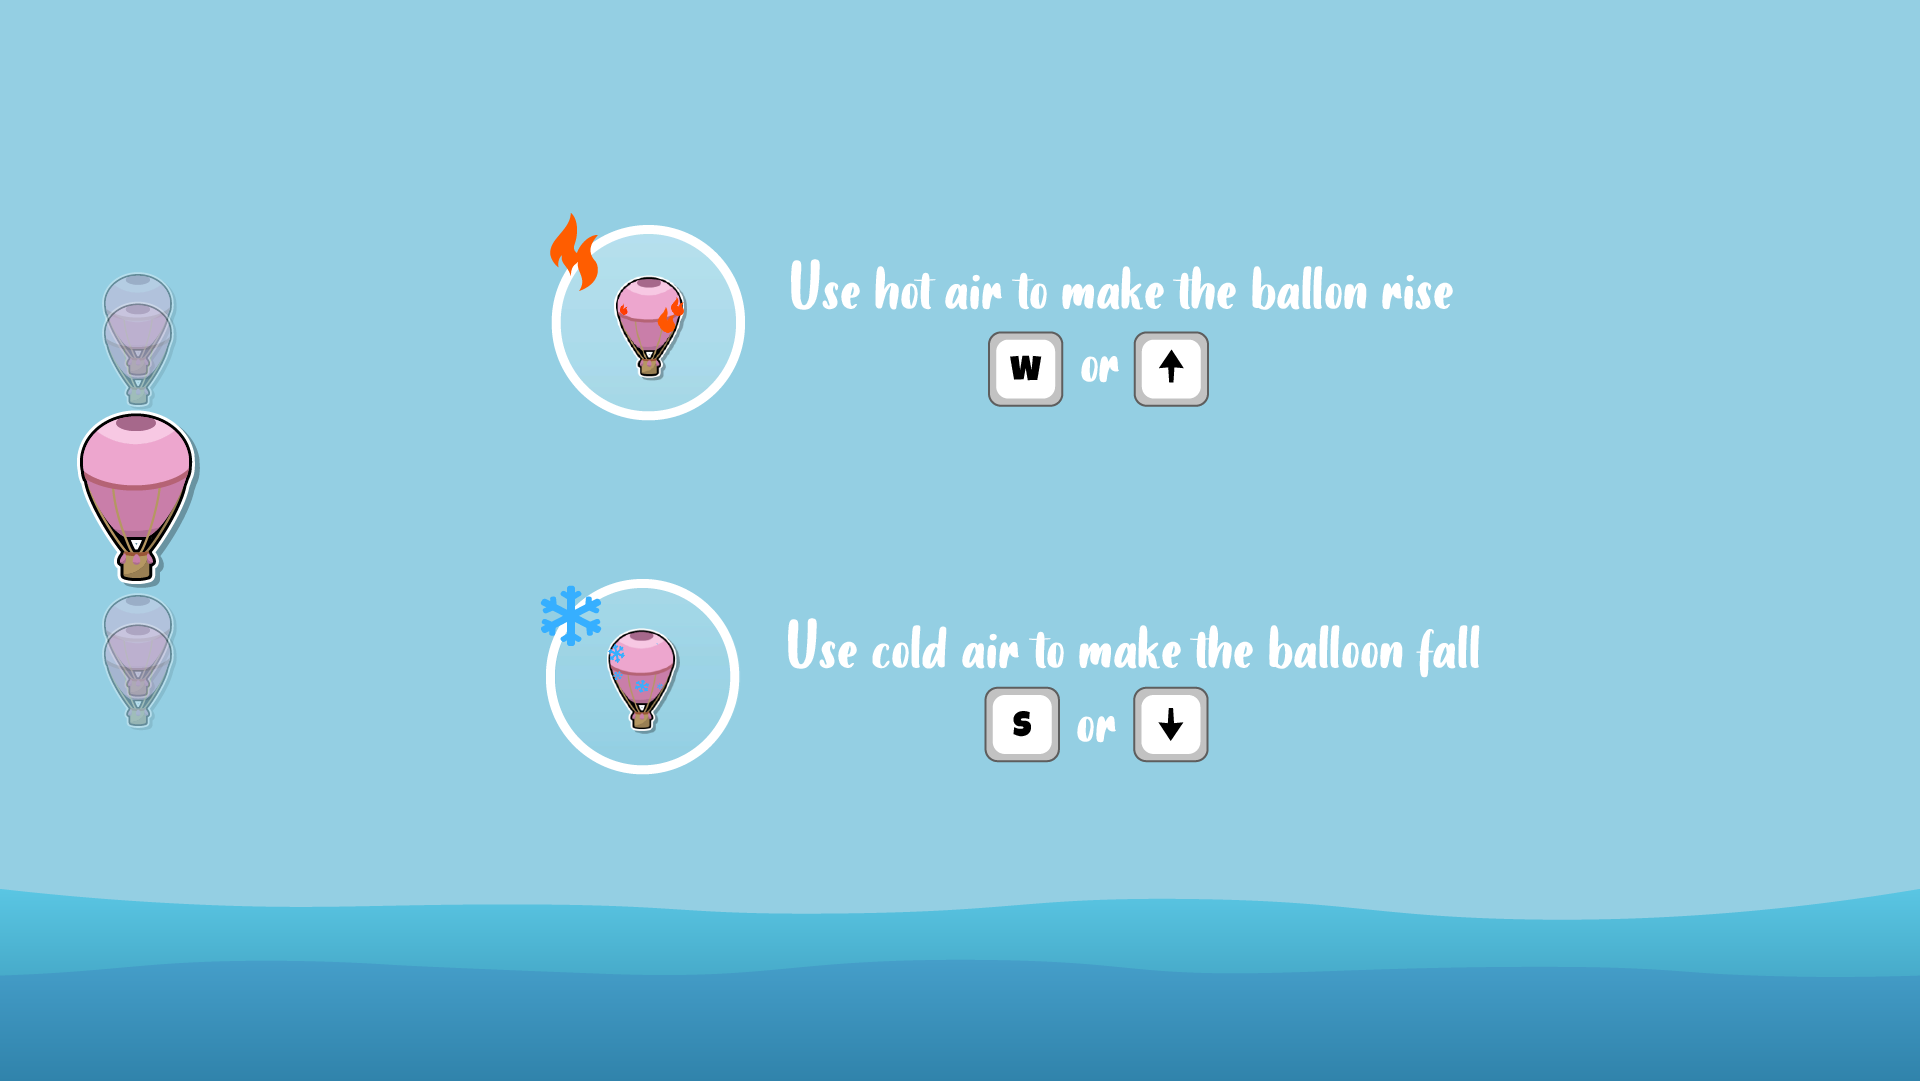 Use hot air to make the ballon rise
W or ↑
Use cold air to make the balloon fall
S or ↓